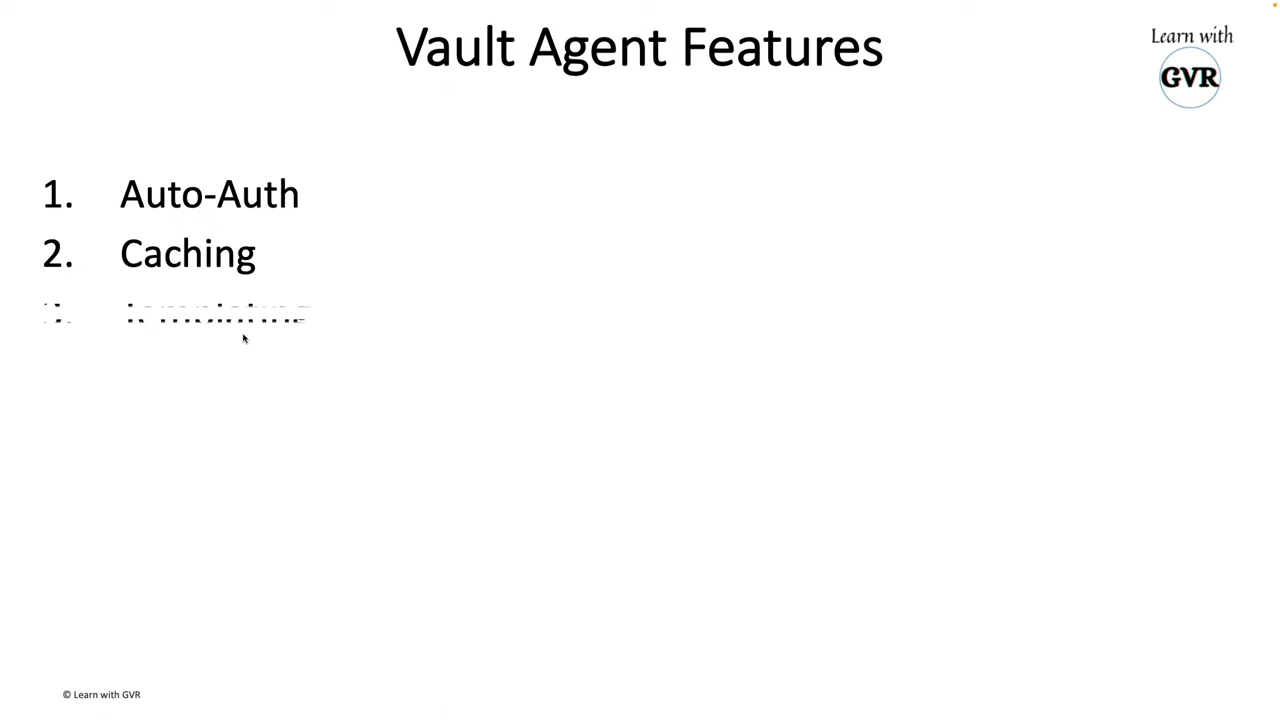 Vault Agent Features
Learn with
GVR
1. Auto-Auth
2. Caching
© Learn with GVR